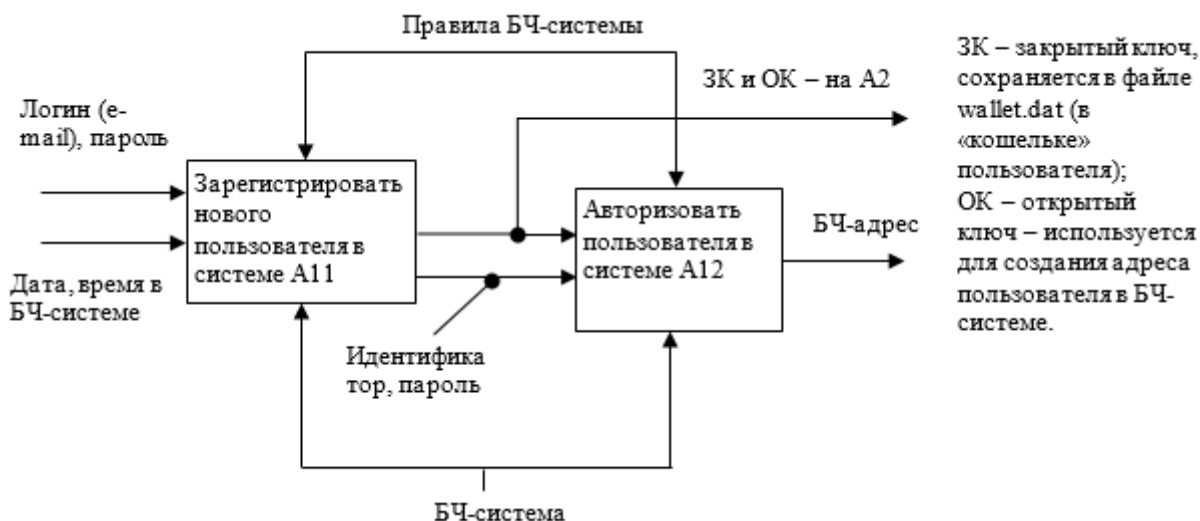 Правила БЧ-системы
ЗК и ОК – на А2
Логин (e-
mail), пароль
Зарегистрировать
нового
пользователя в
системе А11
Дата, время в
БЧ-системе
Идентифика
тор, пароль
Авторизовать
пользователя в
системе А12
БЧ-адрес
БЧ-система
ЗК – закрытый ключ,
сохраняется в файле
wallet.dat (в
«кошельке»
пользователя);
ОК – открытый
ключ – используется
для создания адреса
пользователя в БЧ-
системе.